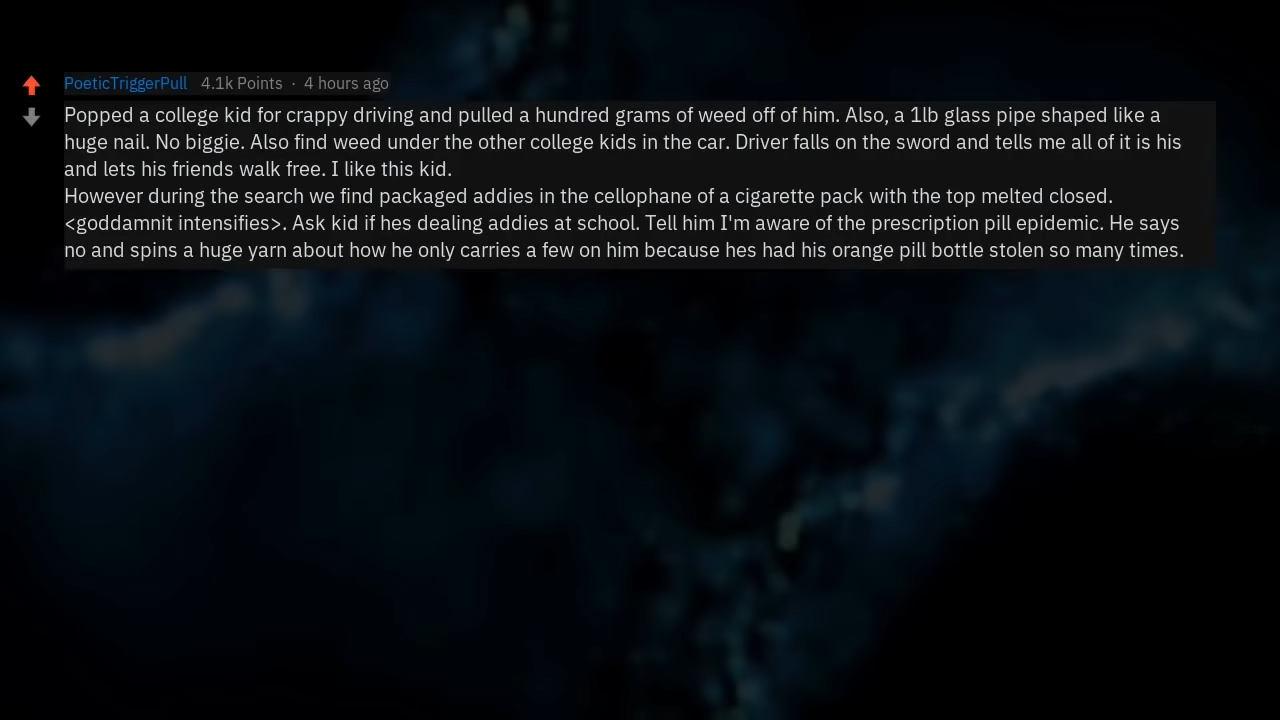 PoeticTriggerPull 4.1k Points · 4 hours ago
Popped a college kid for crappy driving and pulled a hundred grams of weed off of him. Also, a 1lb glass pipe shaped like a
huge nail. No biggie. Also find weed under the other college kids in the car. Driver falls on the sword and tells me all of it is his
and lets his friends walk free. I like this kid.
However during the search we find packaged addies in the cellophane of a cigarette pack with the top melted closed.
<goddamnit intensifies>. Ask kid if hes dealing addies at school. Tell him I'm aware of the prescription pill epidemic. He says
no and spins a huge yarn about how he only carries a few on him because hes had his orange pill bottle stolen so many times.